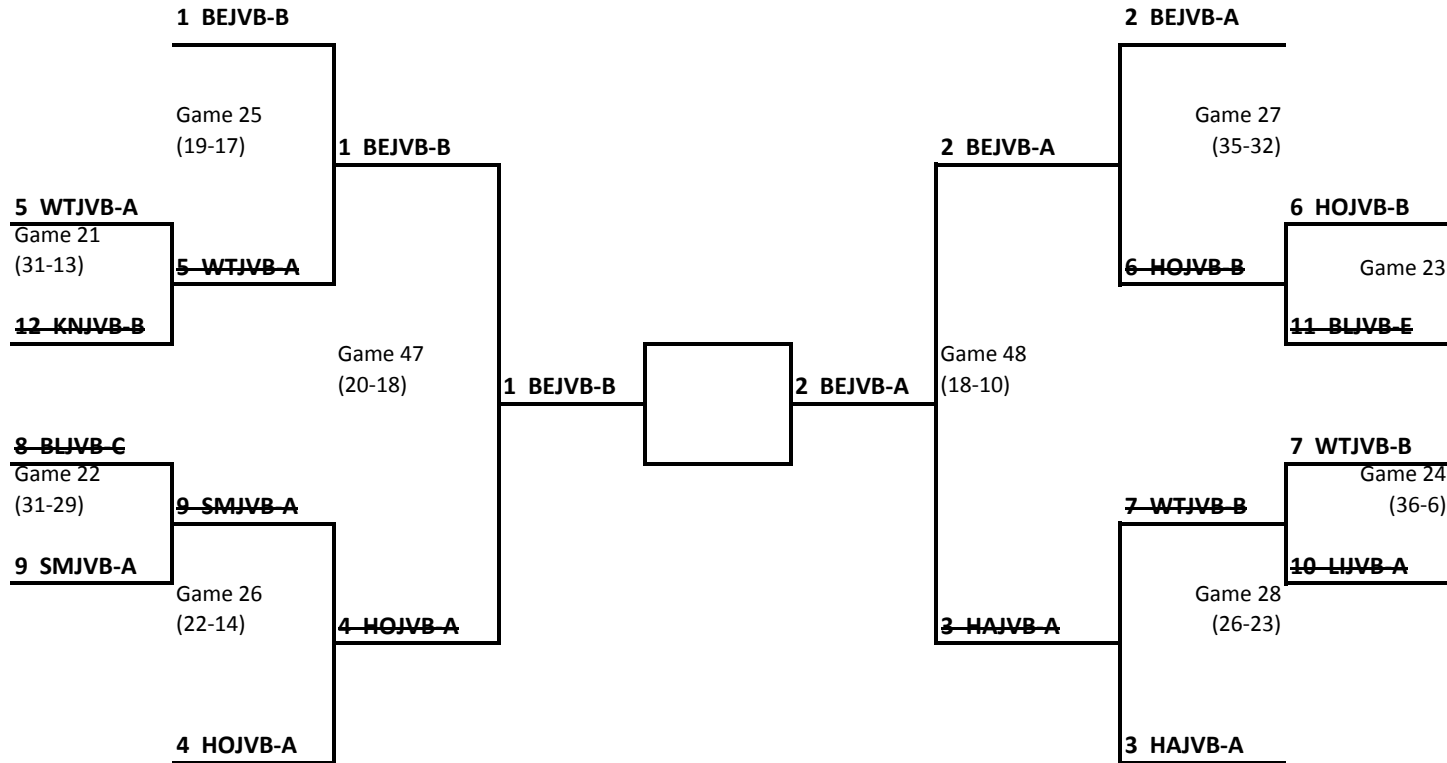 1 BEJVB-B
2 BEJVB-A
Game 25
(19-17)
Game 27
(35-32)
1 BEJVB-B
2 BEJVB-A
5 WTJVB-A
6 HOJVB-B
Game 21
(31-13)
5 WTJVB-A
6 HOJVB-B
Game 23
12 KNJVB-B
11 BLJVB-E
Game 47
(20-18)
Game 48
(18-10)
1 BEJVB-B
2 BEJVB-A
8 BLJVB-C
7 WTJVB-B
Game 22
(31-29)
Game 24
(36-6)
9 SMJVB-A
7 WTJVB-B
9 SMJVB-A
10 LIJVB-A
Game 26
(22-14)
Game 28
(26-23)
4 HOJVB-A
3 HAJVB-A
4 HOJVB-A
3 HAJVB-A